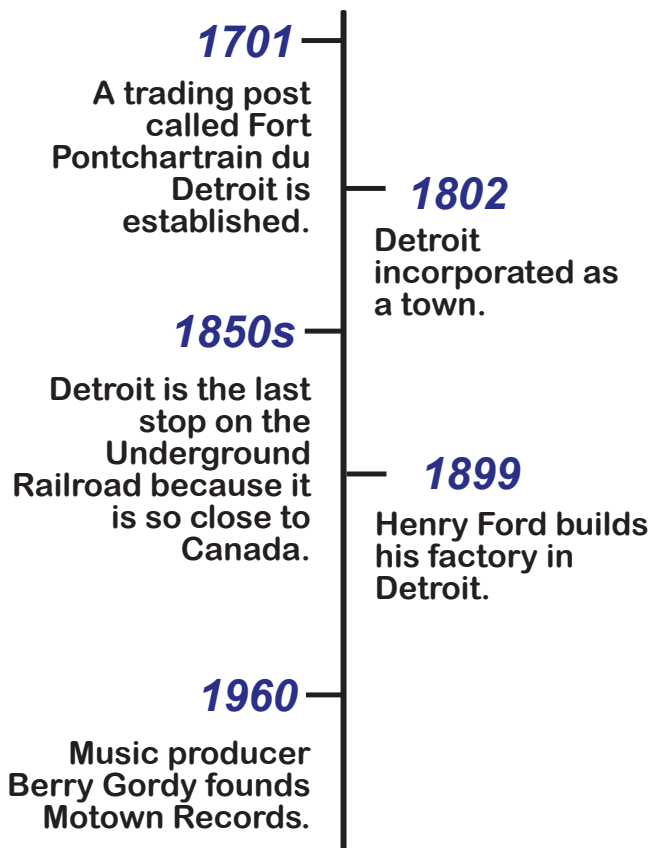 1701
A trading post
called Fort
Pontchartrain du
Detroit is
established.
1802
Detroit
incorporated as
a town.
1850s
Detroit is the last
stop on the
Underground
Railroad because it
is so close to
Canada.
1899
Henry Ford builds
his factory in
Detroit.
1960
Music producer
Berry Gordy founds
Motown Records.